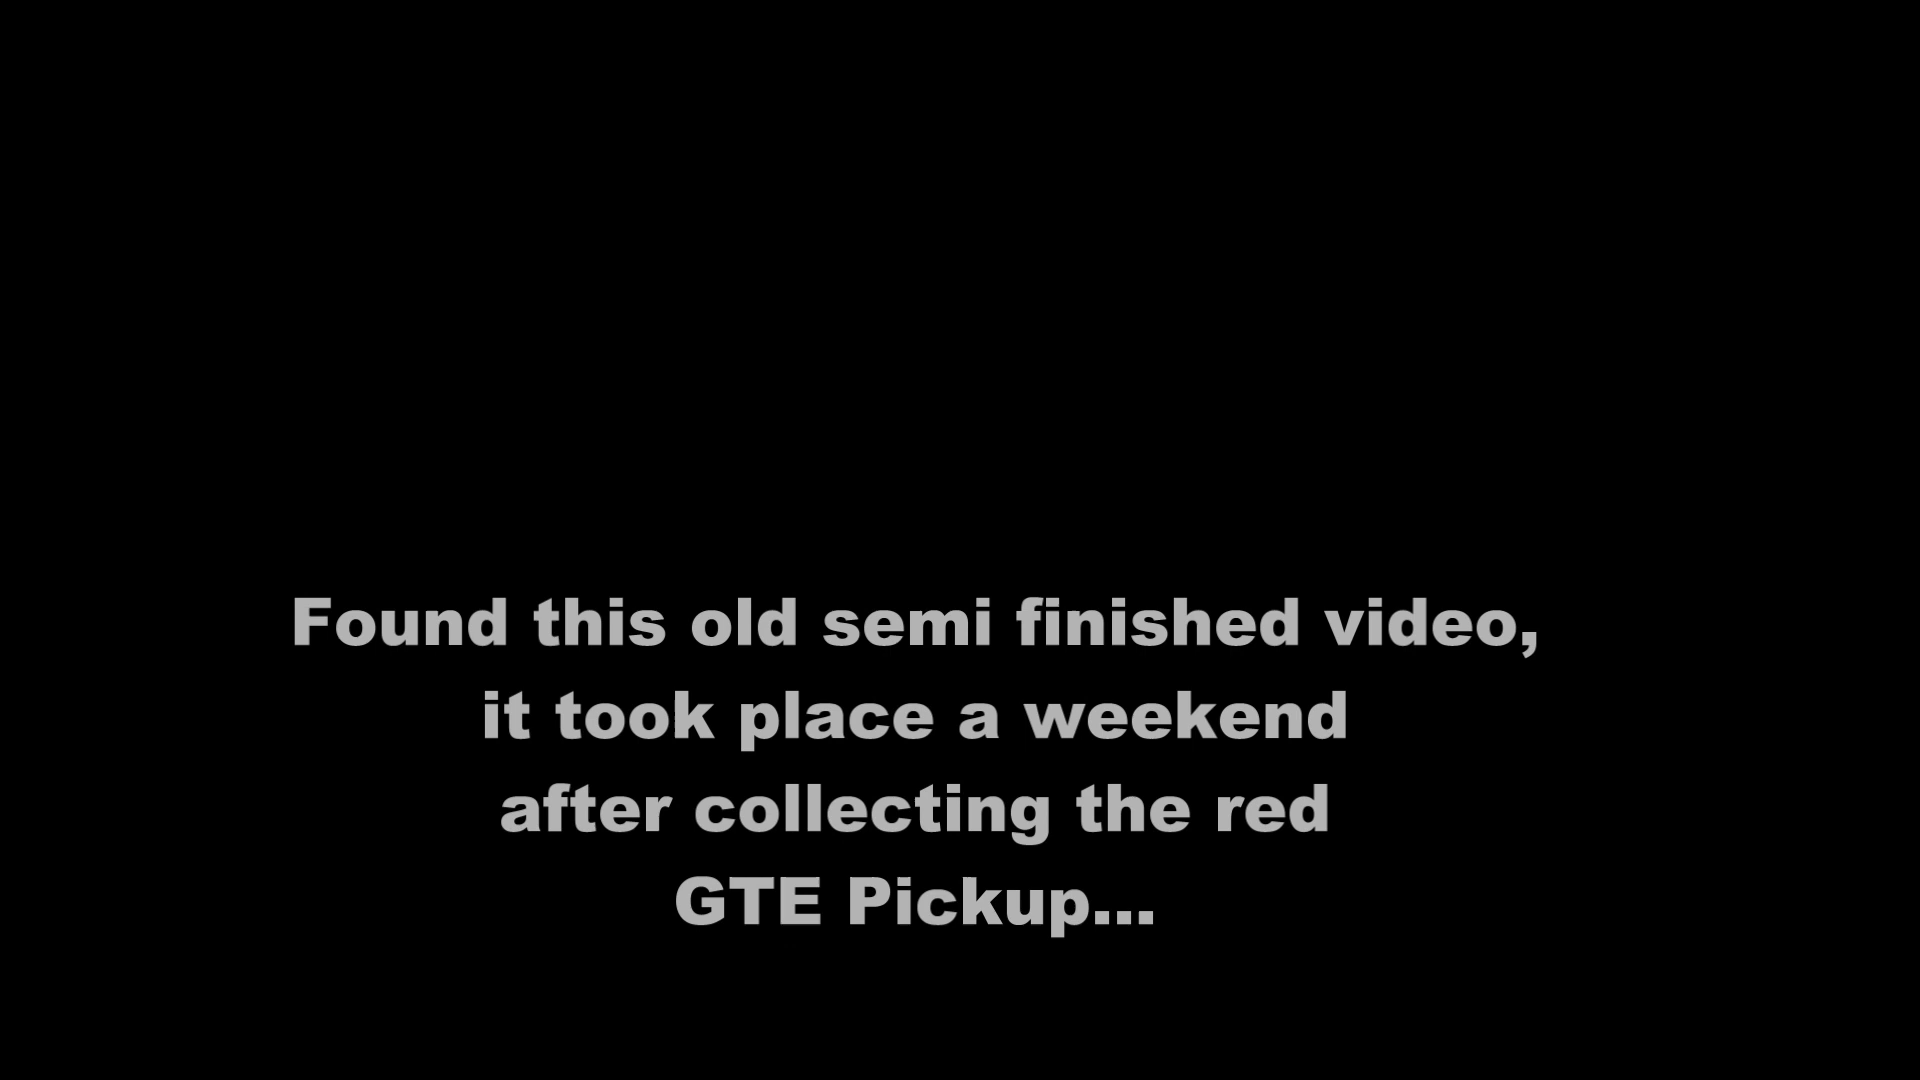 Found this old semi finished video,
it took place a weekend
after collecting the red
GTE Pickup...